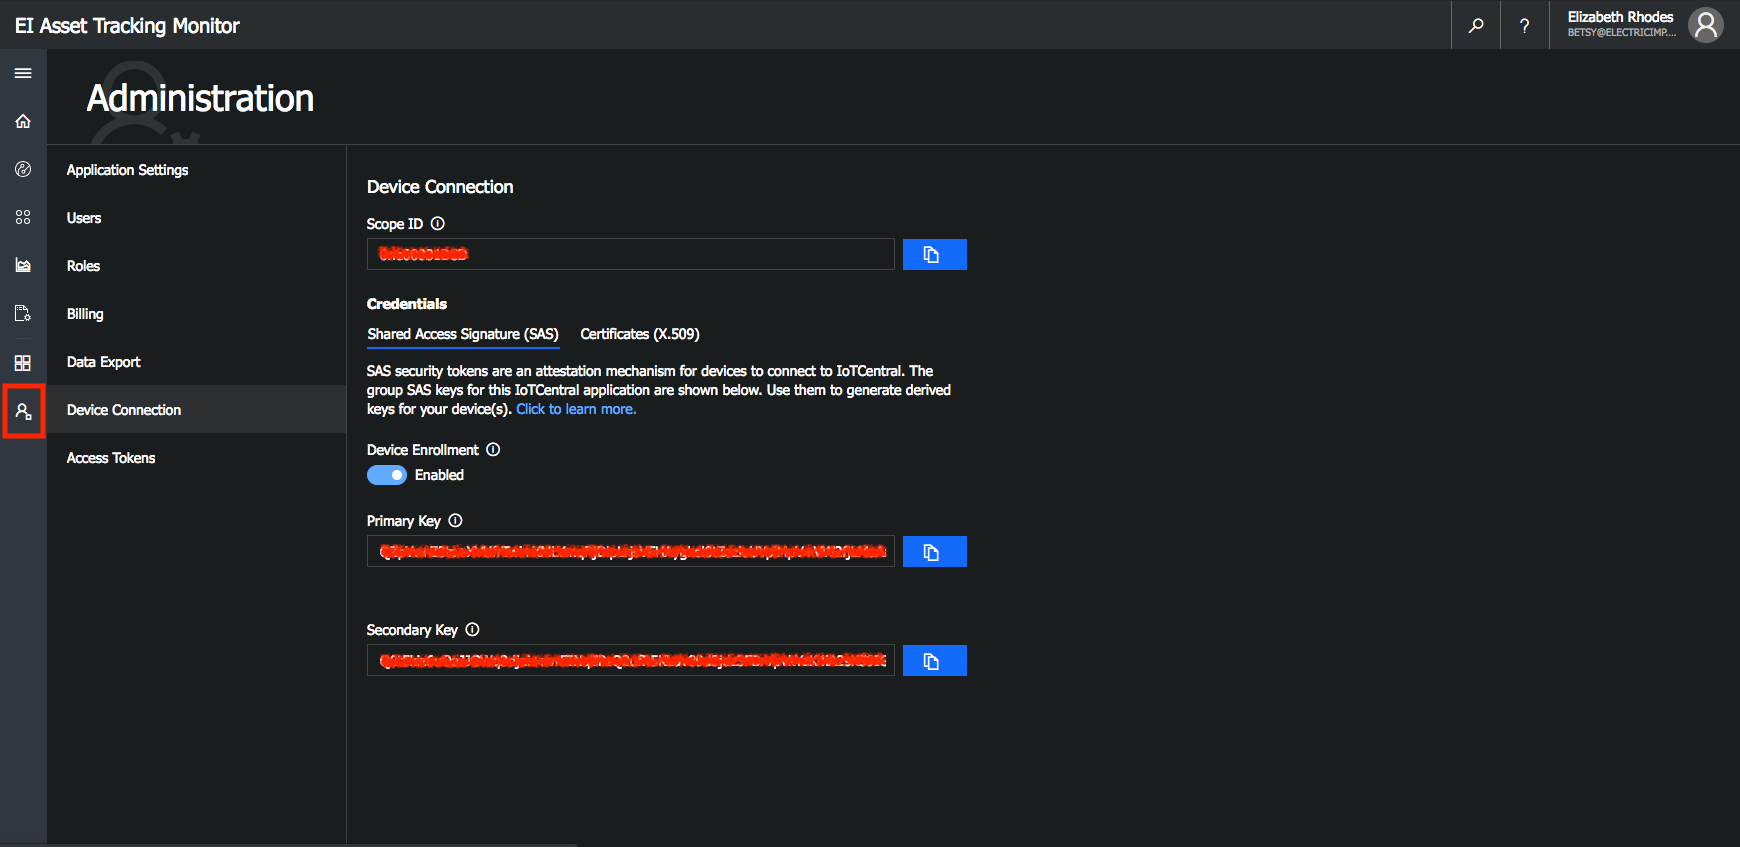 EI Asset Tracking Monitor
?
Elizabeth Rhodes
BETSY@ELECTRICIMP....
Administration
Application Settings
Users
Roles
Billing
Data Export
Device Connection
Access Tokens
Device Connection
Scope ID
Credentials
Shared Access Signature (SAS) Certificates (X.509)
SAS security tokens are an attestation mechanism for devices to connect to IoTCentral. The
group SAS keys for this IoTCentral application are shown below. Use them to generate derived
keys for your device(s). Click to learn more.
Device Enrollment
Enabled
Primary Key
Secondary Key